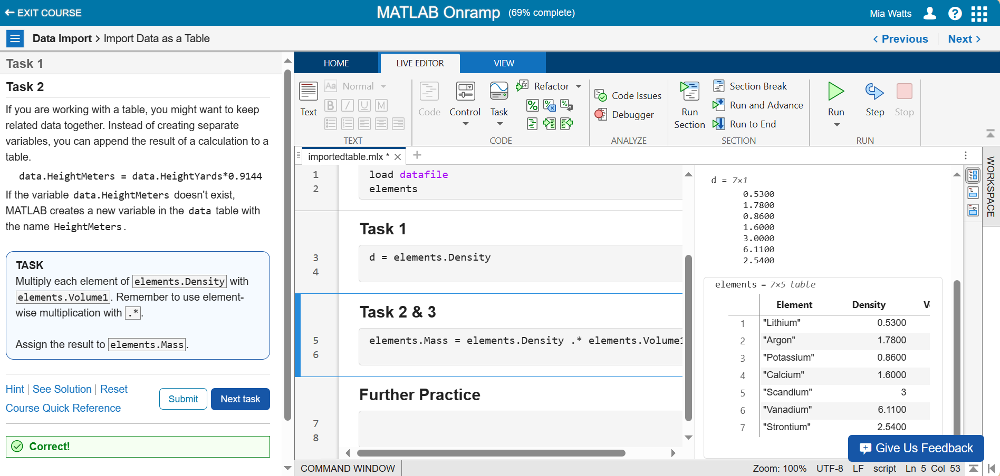 EXIT COURSE
MATLAB Onramp (69% complete)
Mia Watts
Data Import > Import Data as a Table
< Previous
Next >
Task 1
Task 2
If you are working with a table, you might want to keep
related data together. Instead of creating separate
variables, you can append the result of a calculation to a
table.
data.HeightMeters = data.HeightYards*0.9144
If the variable data.HeightMeters doesn't exist,
MATLAB creates a new variable in the data table with
the name HeightMeters.
TASK
Multiply each element of elements.Density with
elements.Volume1. Remember to use element-
wise multiplication with .*.
Assign the result to elements.Mass.
Hint | See Solution | Reset
Course Quick Reference
Submit
Next task
Correct!
HOME
LIVE EDITOR
VIEW
Text
Aa Normal
B I U M
TEXT
Code
Control
Task
Refactor
CODE
Code Issues
Debugger
ANALYZE
Run
Section
Section Break
Run and Advance
Run to End
SECTION
Run
Step
Stop
RUN
importedtable.mlx *
1 load datafile
2 elements
Task 1
3 d = elements.Density
4
Task 2 & 3
5 elements.Mass = elements.Density .* elements.Volume1
6
Further Practice
7
8
d = 7×1
0.5300
1.7800
0.8600
1.6000
3.0000
6.1100
2.5400
elements = 7×5 table
Element Density V
1 "Lithium" 0.5300
2 "Argon" 1.7800
3 "Potassium" 0.8600
4 "Calcium" 1.6000
5 "Scandium" 3
6 "Vanadium" 6.1100
7 "Strontium" 2.5400
WORKSPACE
Give Us Feedback
COMMAND WINDOW
Zoom: 100% UTF-8 LF script Ln 5 Col 53